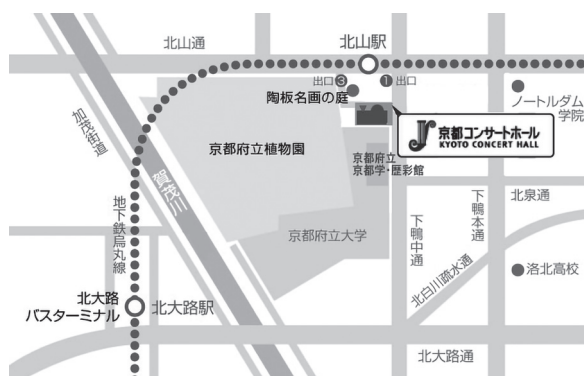 北山通
北山駅
出口
3
1
出口
陶板名画の庭
ノートルダム
学院
京都コンサートホール
KYOTO CONCERT HALL
加茂街道
京都府立植物園
京都府立
京都学・歴彩館
賀茂川
地下鉄烏丸線
北泉通
下鴨中通
下鴨本通
京都府立大学
北白川疏水通
洛北高校
北大路
バスターミナル
北大路駅
北大路通